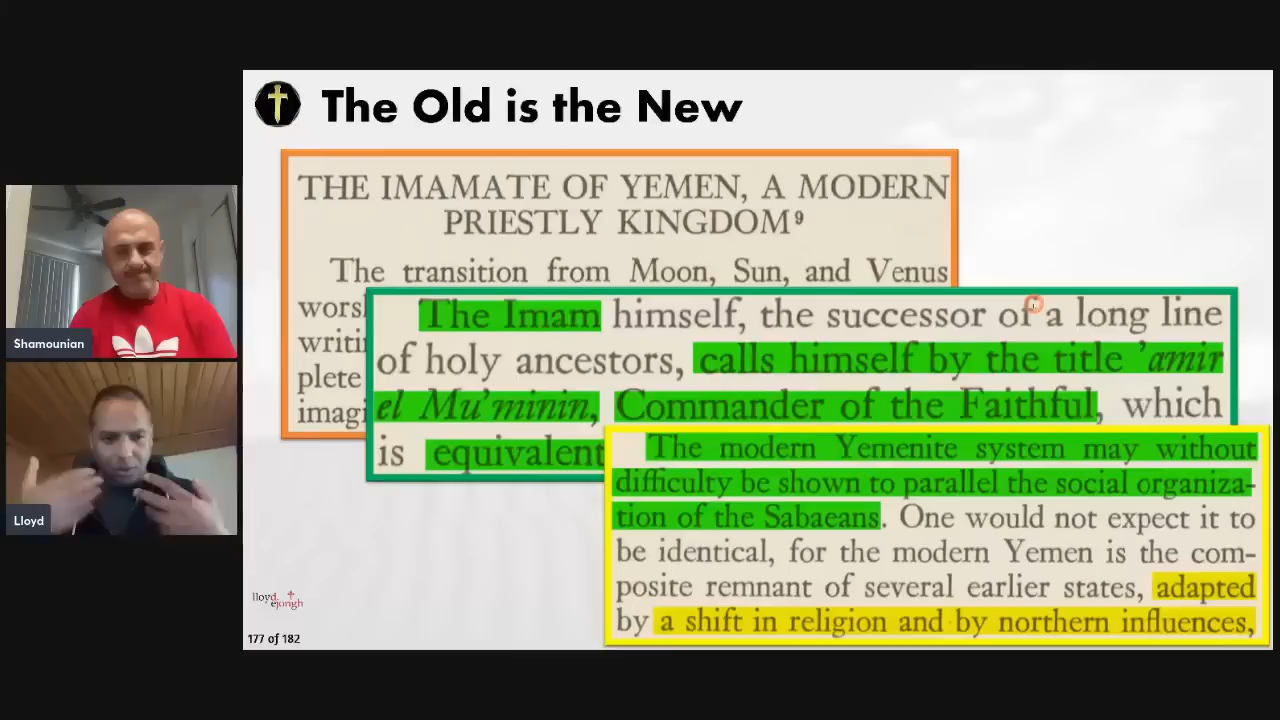 The Old is the New
THE IMAMATE OF YEMEN, A MODERN
PRIESTLY KINGDOM⁹
The transition from Moon, Sun, and Venus
plete
The Imam himself, the successor of a long line
of holy ancestors, calls himself by the title 'amir
el Mu'minin, Commander of the Faithful, which
is equivalent
The modern Yemenite system may without
difficulty be shown to parallel the social organiza-
tion of the Sabaeans. One would not expect it to
be identical, for the modern Yemen is the com-
posite remnant of several earlier states, adapted
by a shift in religion and by northern influences,
Shamounian
Lloyd
lloyd
ejongh
177 of 182